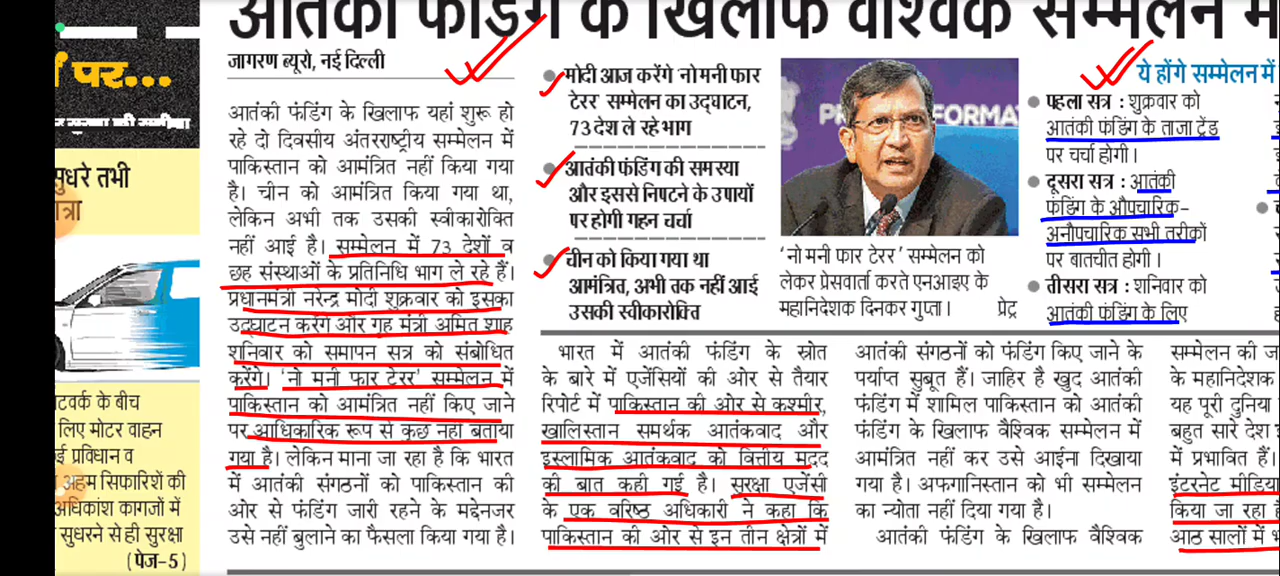 आतंकी फंडिंग के खिलाफ वैश्विक सम्मेलन में
जागरण ब्यूरो, नई दिल्ली
आतंकी फंडिंग के खिलाफ यहां शुरू हो
रहे दो दिवसीय अंतरराष्ट्रीय सम्मेलन में
पाकिस्तान को आमंत्रित नहीं किया गया
है। चीन को आमंत्रित किया गया था,
लेकिन अभी तक उसकी स्वीकारोक्ति
नहीं आई है। सम्मेलन में 73 देशों व
छह संस्थाओं के प्रतिनिधि भाग ले रहे हैं।
प्रधानमंत्री नरेन्द्र मोदी शुक्रवार को इसका
उद्घाटन करेंगे और गृह मंत्री अमित शाह
शनिवार को समापन सत्र को संबोधित
करेंगे। 'नो मनी फार टेरर' सम्मेलन में
पाकिस्तान को आमंत्रित नहीं किए जाने
पर आधिकारिक रूप से कुछ नहीं बताया
गया है। लेकिन माना जा रहा है कि भारत
में आतंकी संगठनों को पाकिस्तान की
ओर से फंडिंग जारी रहने के मद्देनजर
उसे नहीं बुलाने का फैसला किया गया है।
मोदी आज करेंगे नो मनी फार
टेरर सम्मेलन का उद्घाटन,
73 देश ले रहे भाग
आतंकी फंडिंग की समस्या
और इससे निपटने के उपायों
पर होगी गहन चर्चा
चीन को किया गया था
आमंत्रित, अभी तक नहीं आई
उसकी स्वीकारोक्ति
'नो मनी फार टेरर' सम्मेलन को
लेकर प्रेसवार्ता करते एनआइए के
महानिदेशक दिनकर गुप्ता। प्रेट्र
ये होंगे सम्मेलन में
पहला सत्र : शुक्रवार को
आतंकी फंडिंग के ताजा ट्रेंड
पर चर्चा होगी।
दूसरा सत्र : आतंकी
फंडिंग के औपचारिक-
अनौपचारिक सभी तरीकों
पर बातचीत होगी।
तीसरा सत्र : शनिवार को
आतंकी फंडिंग के लिए
भारत में आतंकी फंडिंग के स्रोत
के बारे में एजेंसियों की ओर से तैयार
रिपोर्ट में पाकिस्तान की ओर से कश्मीर,
खालिस्तान समर्थक आतंकवाद और
इस्लामिक आतंकवाद को वित्तीय मदद
की बात कही गई है। सुरक्षा एजेंसी
के एक वरिष्ठ अधिकारी ने कहा कि
पाकिस्तान की ओर से इन तीन क्षेत्रों में
आतंकी संगठनों को फंडिंग किए जाने के
पर्याप्त सुबूत हैं। जाहिर है खुद आतंकी
फंडिंग में शामिल पाकिस्तान को आतंकी
फंडिंग के खिलाफ वैश्विक सम्मेलन में
आमंत्रित नहीं कर उसे आईना दिखाया
गया है। अफगानिस्तान को भी सम्मेलन
का न्योता नहीं दिया गया है।
आतंकी फंडिंग के खिलाफ वैश्विक
सम्मेलन की ज
के महानिदेशक
यह पूरी दुनिया
बहुत सारे देश इ
में प्रभावित हैं।
इंटरनेट मीडिया
किया जा रहा है
आठ सालों में भ
पर...
सुधरे तभी
ात्रा
टवर्क के बीच
लिए मोटर वाहन
ई प्रविधान व
अहम सिफारिशें की
अधिकांश कागजों में
सुधरने से ही सुरक्षा
(पेज-5)